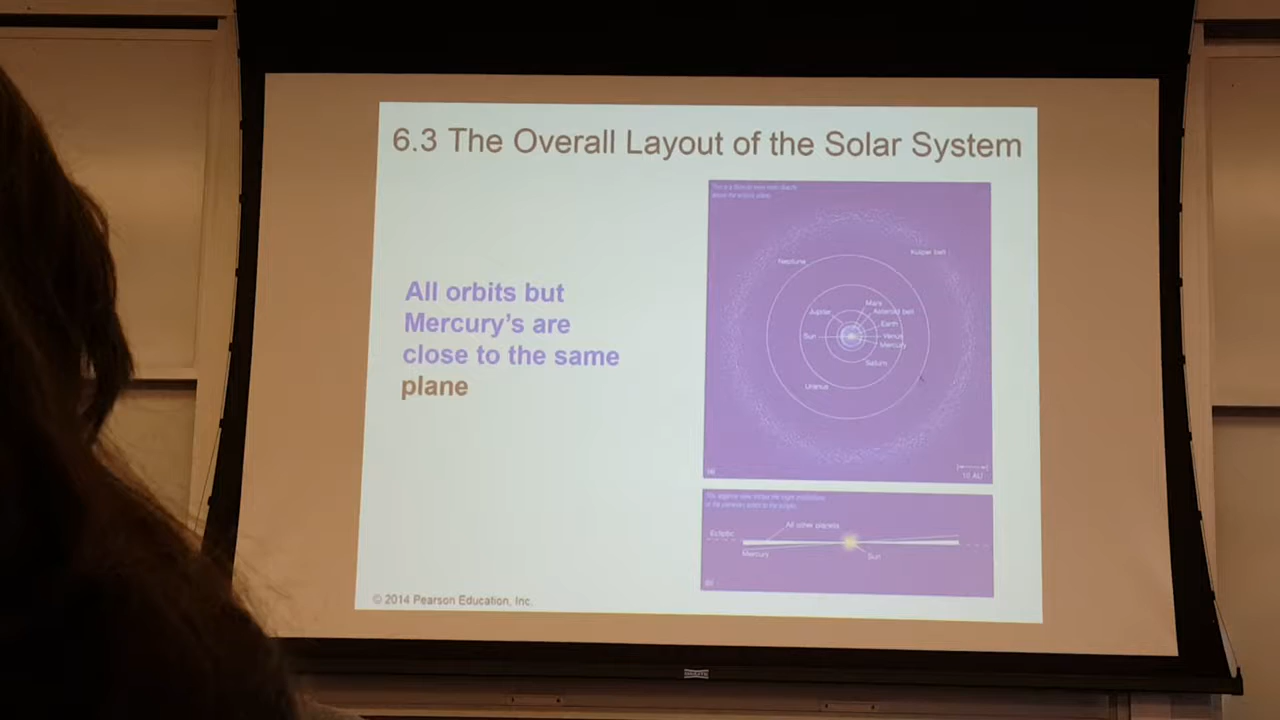 6.3 The Overall Layout of the Solar System
All orbits but
Mercury's are
close to the same
plane
Neptune
Kuiper belt
Mars
Jupiter
Asteroid belt
Earth
Sun
Venus
Mercury
Saturn
Uranus
10 AU
(a)
All other planets
Ecliptic
Mercury
Sun
(b)
© 2014 Pearson Education, Inc.